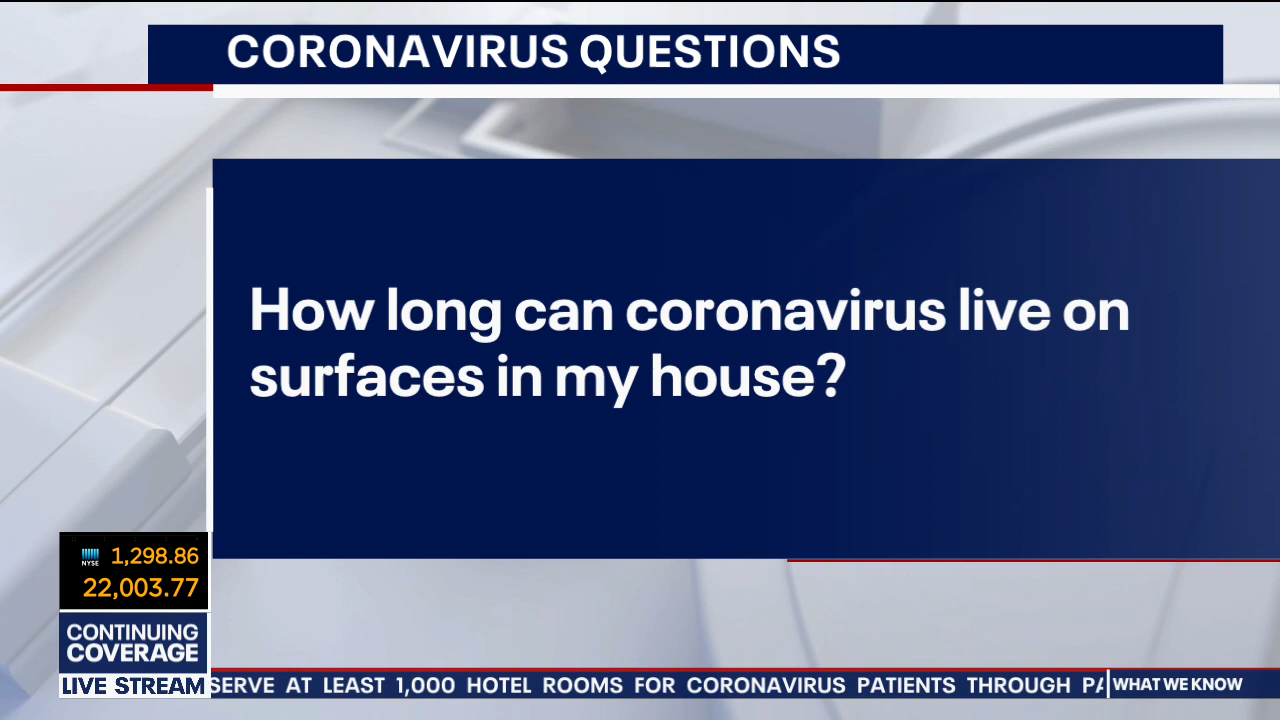 CORONAVIRUS QUESTIONS
How long can coronavirus live on
surfaces in my house?
NYSE 1,298.86
22,003.77
CONTINUING
COVERAGE
LIVE STREAM
SERVE AT LEAST 1,000 HOTEL ROOMS FOR CORONAVIRUS PATIENTS THROUGH
WHAT WE KNOW